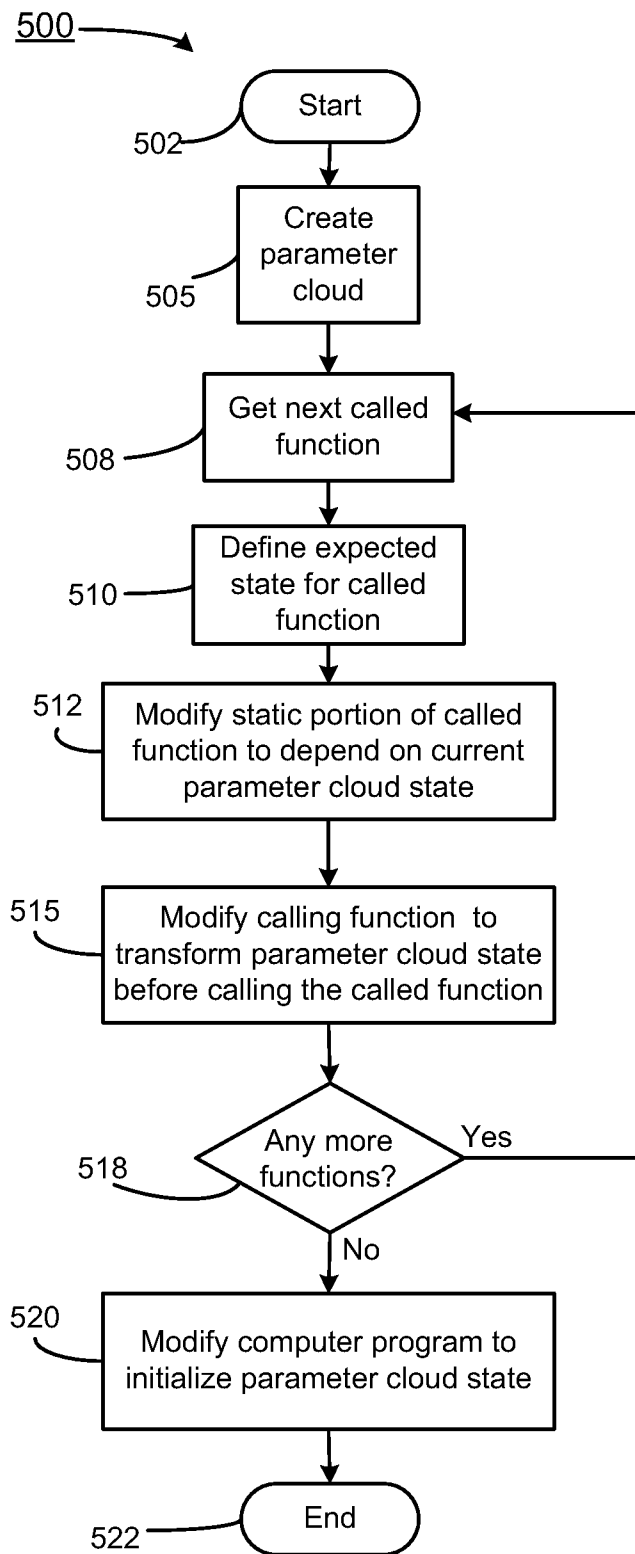 500
Start
502
Create
parameter
cloud
505
Get next called
function
508
Define expected
state for called
function
510
512
Modify static portion of called
function to depend on current
parameter cloud state
515
Modify calling function to
transform parameter cloud state
before calling the called function
Any more
functions?
Yes
518
No
520
Modify computer program to
initialize parameter cloud state
End
522